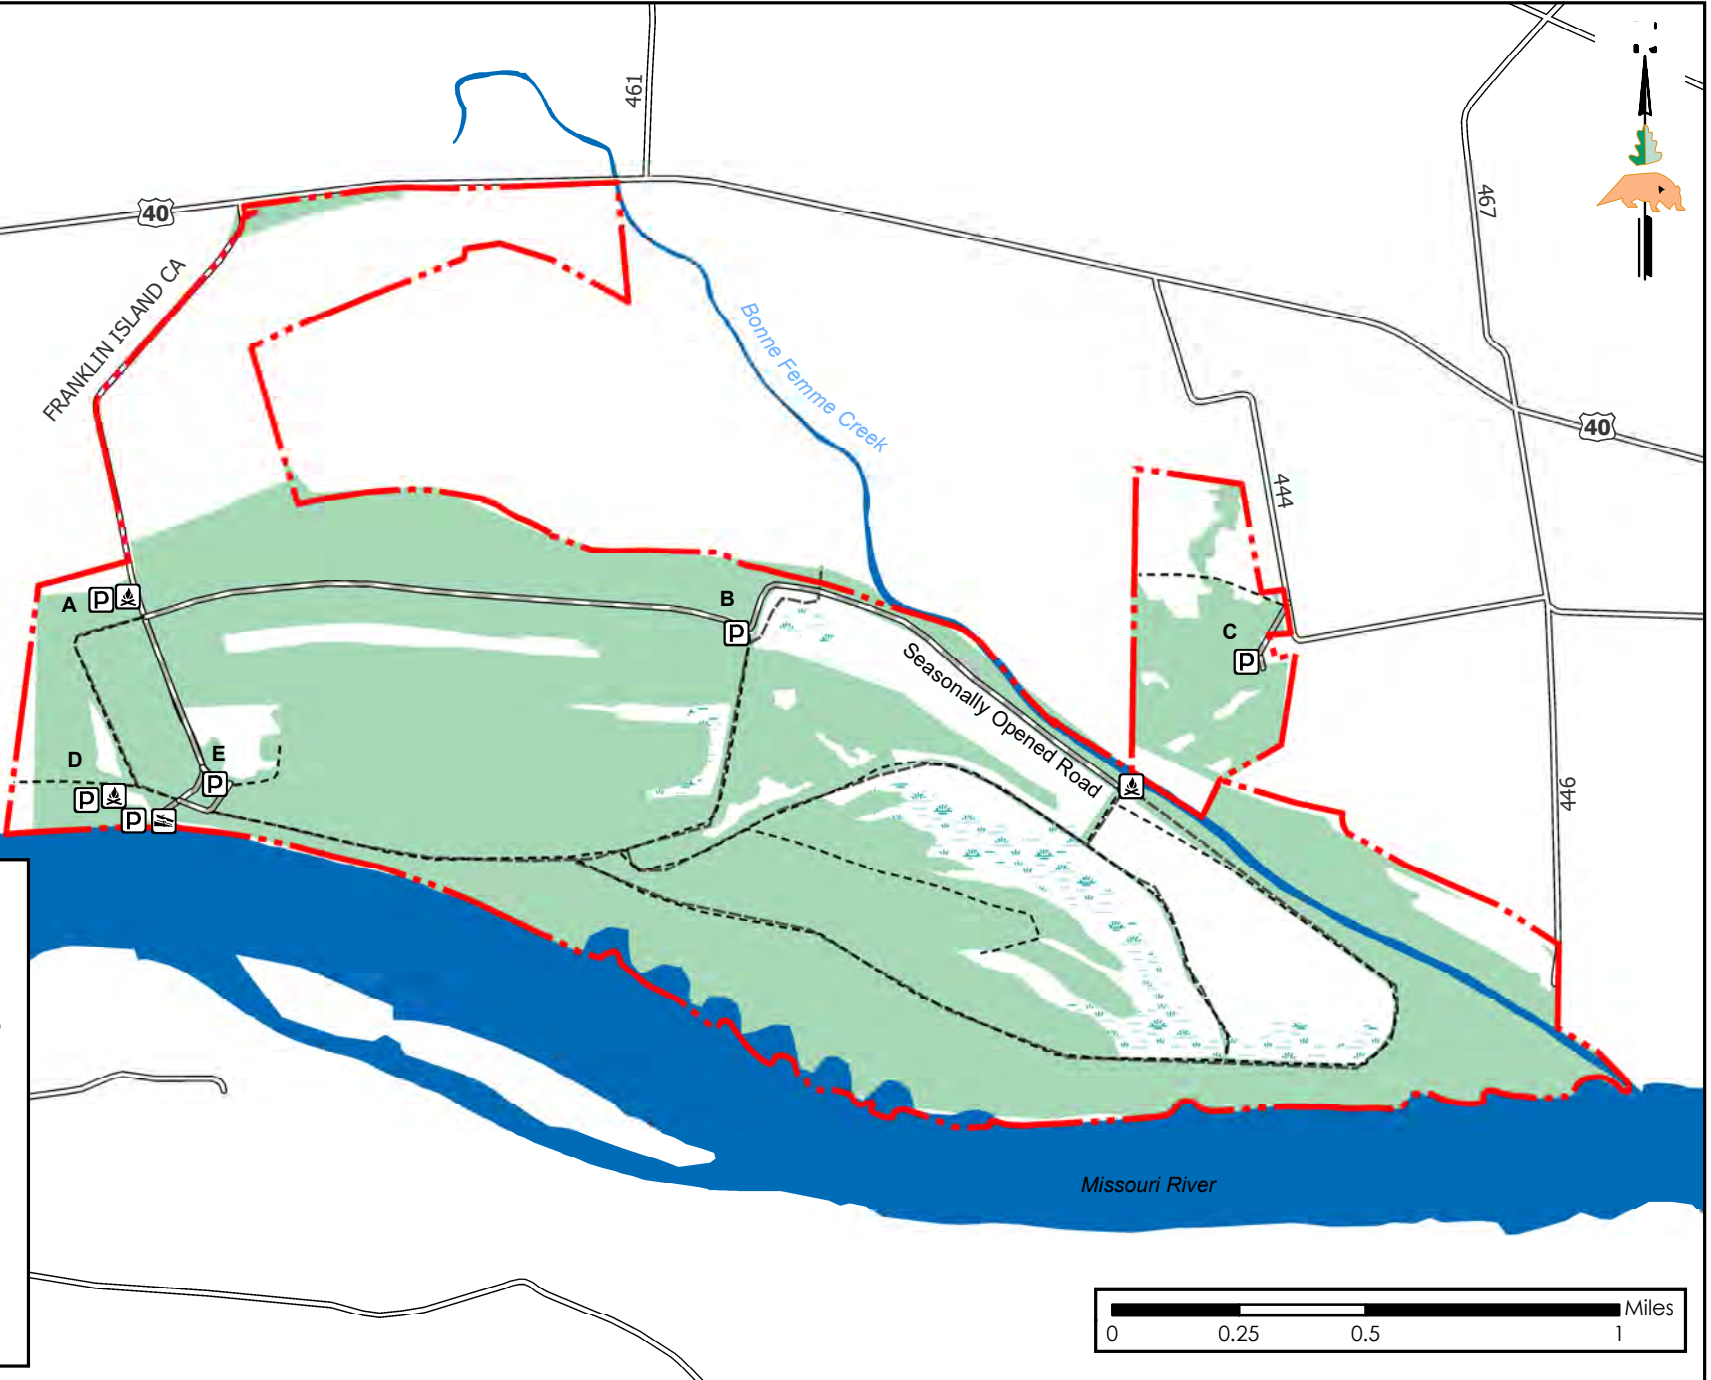 461
40
467
FRANKLIN ISLAND CA
Bonne Femme Creek
40
444
A
P
B
P
C
P
Seasonally Opened Road
D
E
P
P
P
446
Missouri River
Miles
0 0.25 0.5 1